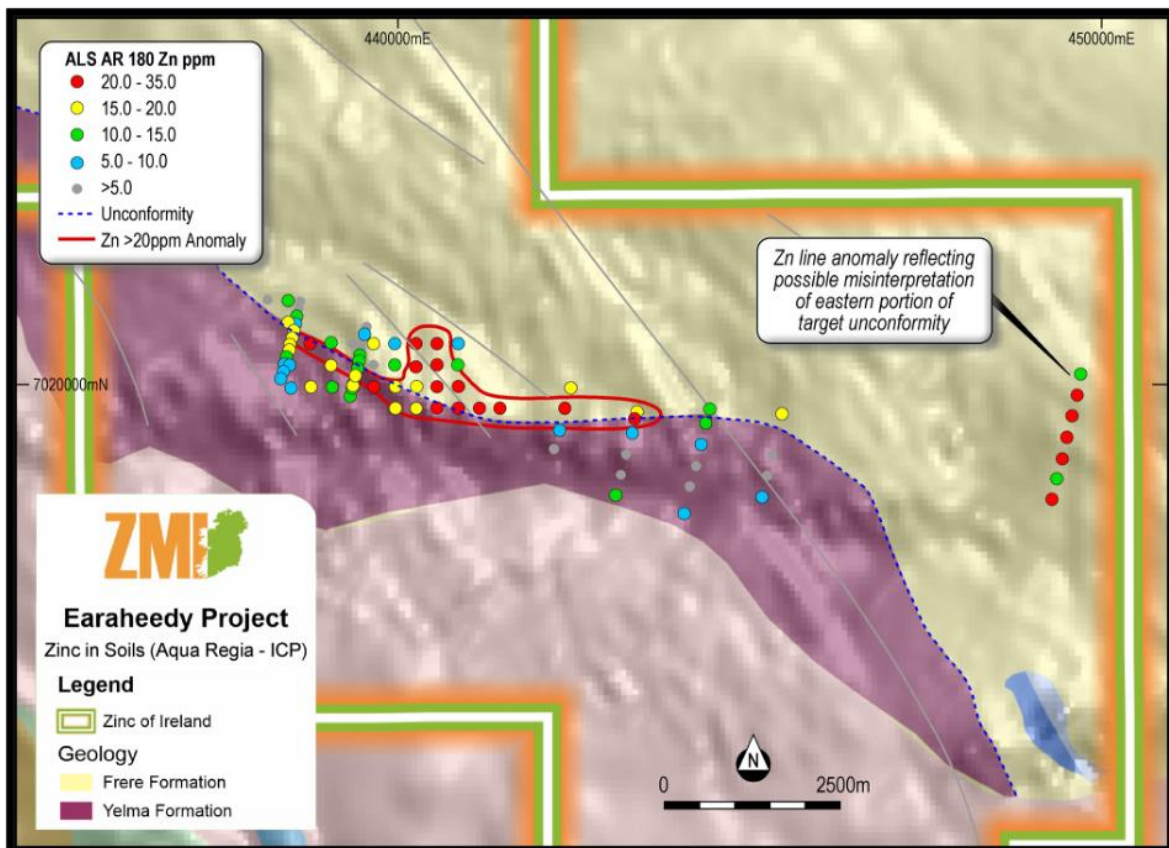 440000mE
450000mE
ALS AR 180 Zn ppm
20.0 - 35.0
15.0 - 20.0
10.0 - 15.0
5.0 - 10.0
>5.0
Unconformity
Zn >20ppm Anomaly
Zn line anomaly reflecting
possible misinterpretation
of eastern portion of
target unconformity
7020000mN
ZMI
Earaheedy Project
Zinc in Soils (Aqua Regia - ICP)
Legend
Zinc of Ireland
Geology
Frere Formation
Yelma Formation
N
0 2500m